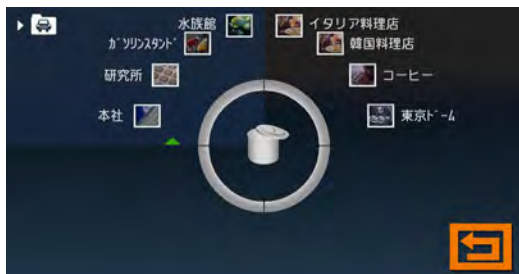 水族館
イタリア料理店
ｶﾞｿﾘﾝｽﾀﾝﾄﾞ
韓国料理店
研究所
コーヒー
本社
東京ﾄﾞｰﾑ